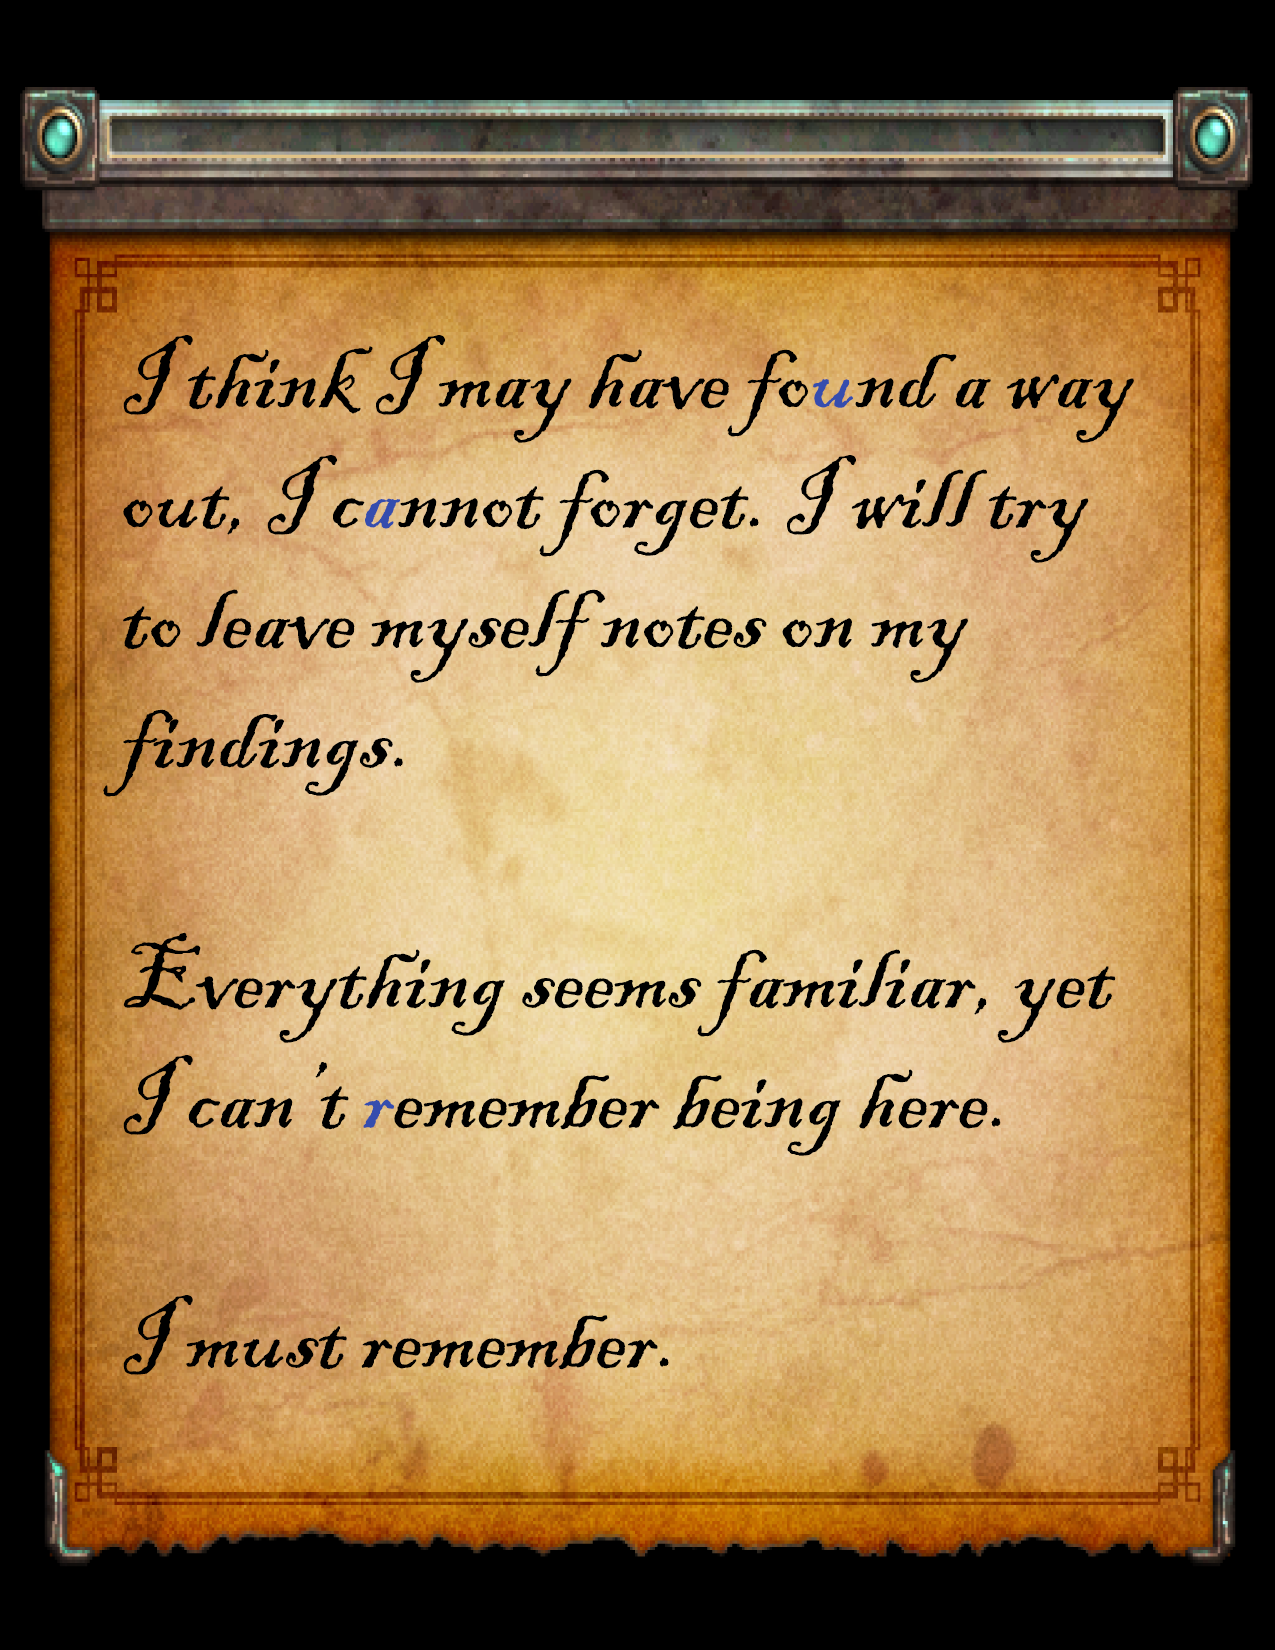 I think I may have found a way
out, I cannot forget. I will try
to leave myself notes on my
findings.
Everything seems familiar, yet
I can't remember being here.
I must remember.